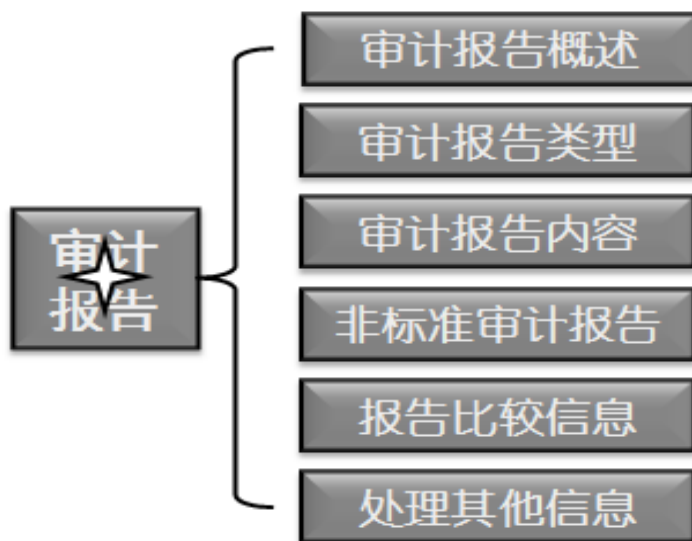 审计
报告
审计报告概述
审计报告类型
审计报告内容
非标准审计报告
报告比较信息
处理其他信息